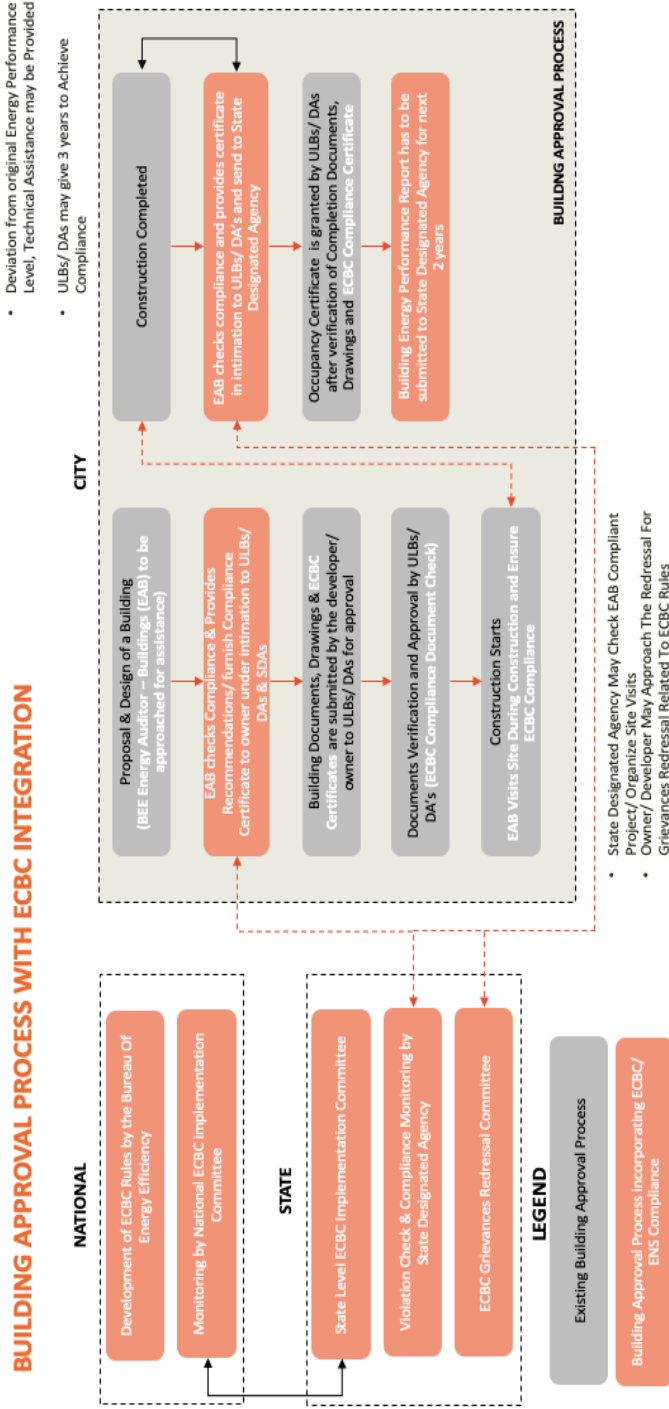 BUILDING APPROVAL PROCESS WITH ECBC INTEGRATION
NATIONAL
Development of ECBC Rules by the Bureau Of
Energy Efficiency
Monitoring by National ECBC implementation
Committee
STATE
State Level ECBC Implementation Committee
Violation Check & Compliance Monitoring by
State Designated Agency
ECBC Grievances Redressal Committee
LEGEND
Existing Building Approval Process
Building Approval Process incorporating ECBC/
ENS Compliance
CITY
Proposal & Design of a Building
(BEE Energy Auditor – Buildings (EAB) to be
approached for assistance)
EAB checks Compliance & Provides
Recommendations/ furnish Compliance
Certificate to owner under intimation to ULBs/
DAs & SDAs
Building Documents, Drawings & ECBC
Certificates are submitted by the developer/
owner to ULBs/ DAs for approval
Documents Verification and Approval by ULBs/
DA's (ECBC Compliance Document Check)
Construction Starts
EAB Visits Site During Construction and Ensure
ECBC Compliance
Construction Completed
EAB checks compliance and provides certificate
in intimation to ULBs/ DA's and send to State
Designated Agency
Occupancy Certificate is granted by ULBs/ DAs
after verification of Completion Documents,
Drawings and ECBC Compliance Certificate
Building Energy Performance Report has to be
submitted to State Designated Agency for next
2 years
BUILDNG APPROVAL PROCESS
• Deviation from original Energy Performance
Level, Technical Assistance may be Provided
• ULBs/ DAs may give 3 years to Achieve
Compliance
• State Designated Agency May Check EAB Compliant
Project/ Organize Site Visits
• Owner/ Developer May Approach The Redressal For
Grievances Redressal Related To ECBC Rules